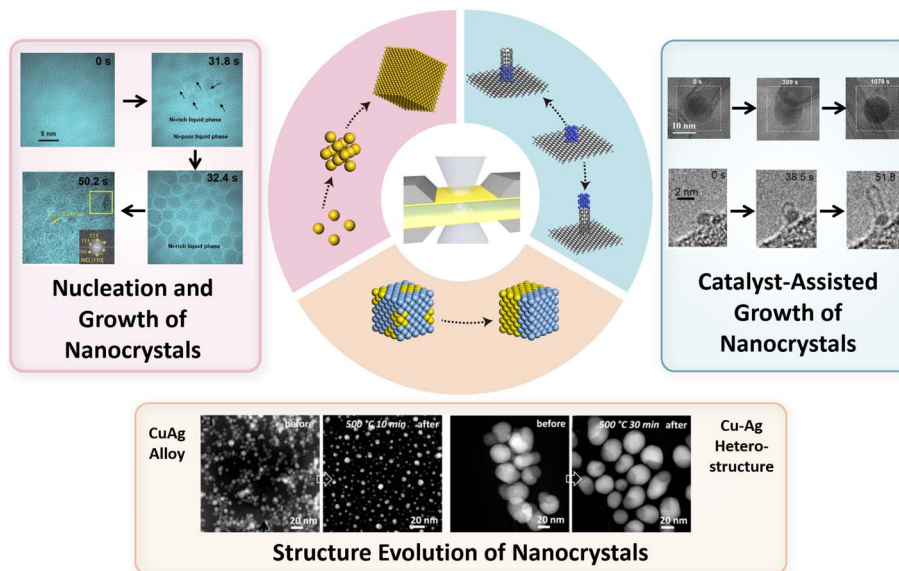 0 s
31.8 s
Ni-rich liquid phase
Ni-poor liquid phase
5 nm
50.2 s
32.4 s
Ni-rich liquid phase
NiO [110]
Nucleation and
Growth of
Nanocrystals
0 s
389 s
1079 s
10 nm
0 s
38.5 s
51.8
2 nm
Catalyst-Assisted
Growth of
Nanocrystals
CuAg
Alloy
before
500 °C 10 min after
20 nm
20 nm
before
500 °C 30 min after
20 nm
20 nm
Cu-Ag
Hetero-
structure
Structure Evolution of Nanocrystals